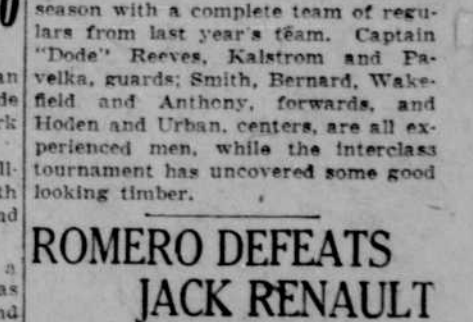 season with a complete team of regu-
lars from last year's team. Captain
"Dode" Reeves, Kalstrom and Pa-
velka, guards; Smith, Bernard, Wake-
field and Anthony, forwards, and
Hoden and Urban, centers, are all ex-
perienced men, while the interclass
tournament has uncovered some good
looking timber.
ROMERO DEFEATS
JACK RENAULT